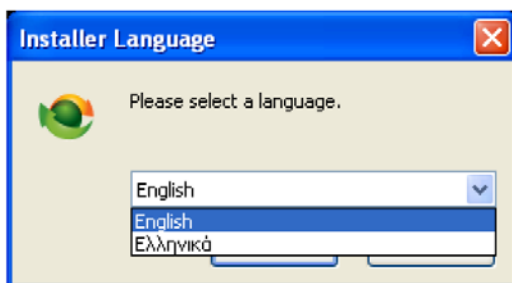 Installer Language
Please select a language.
English
English
Ελληνικά